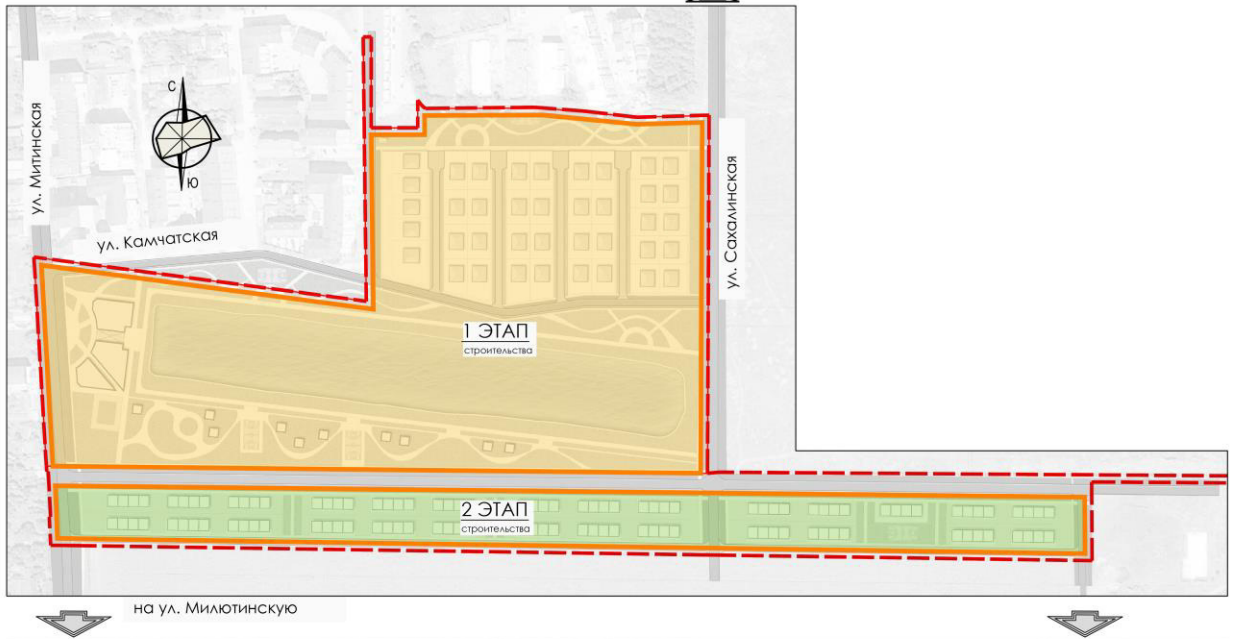 С
ул. Митинская
Ю
ул. Сахалинская
ул. Камчатская
1 ЭТАП
строительства
2 ЭТАП
строительства
на ул. Милютинскую